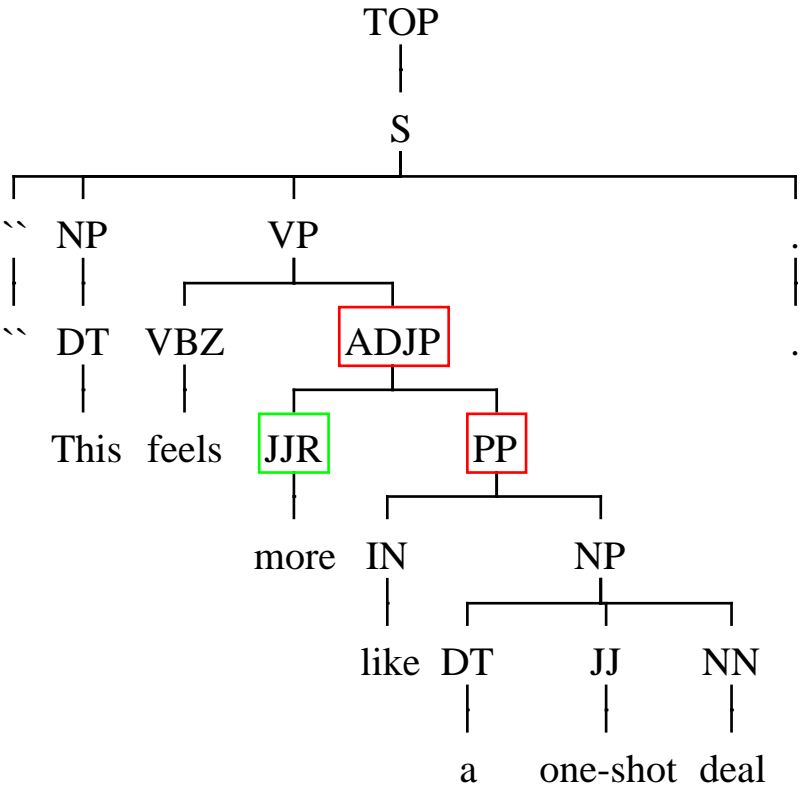 TOP
S
`` NP VP .
`` DT VBZ ADJP .
This feels JJR PP
more IN NP
like DT JJ NN
a one-shot deal